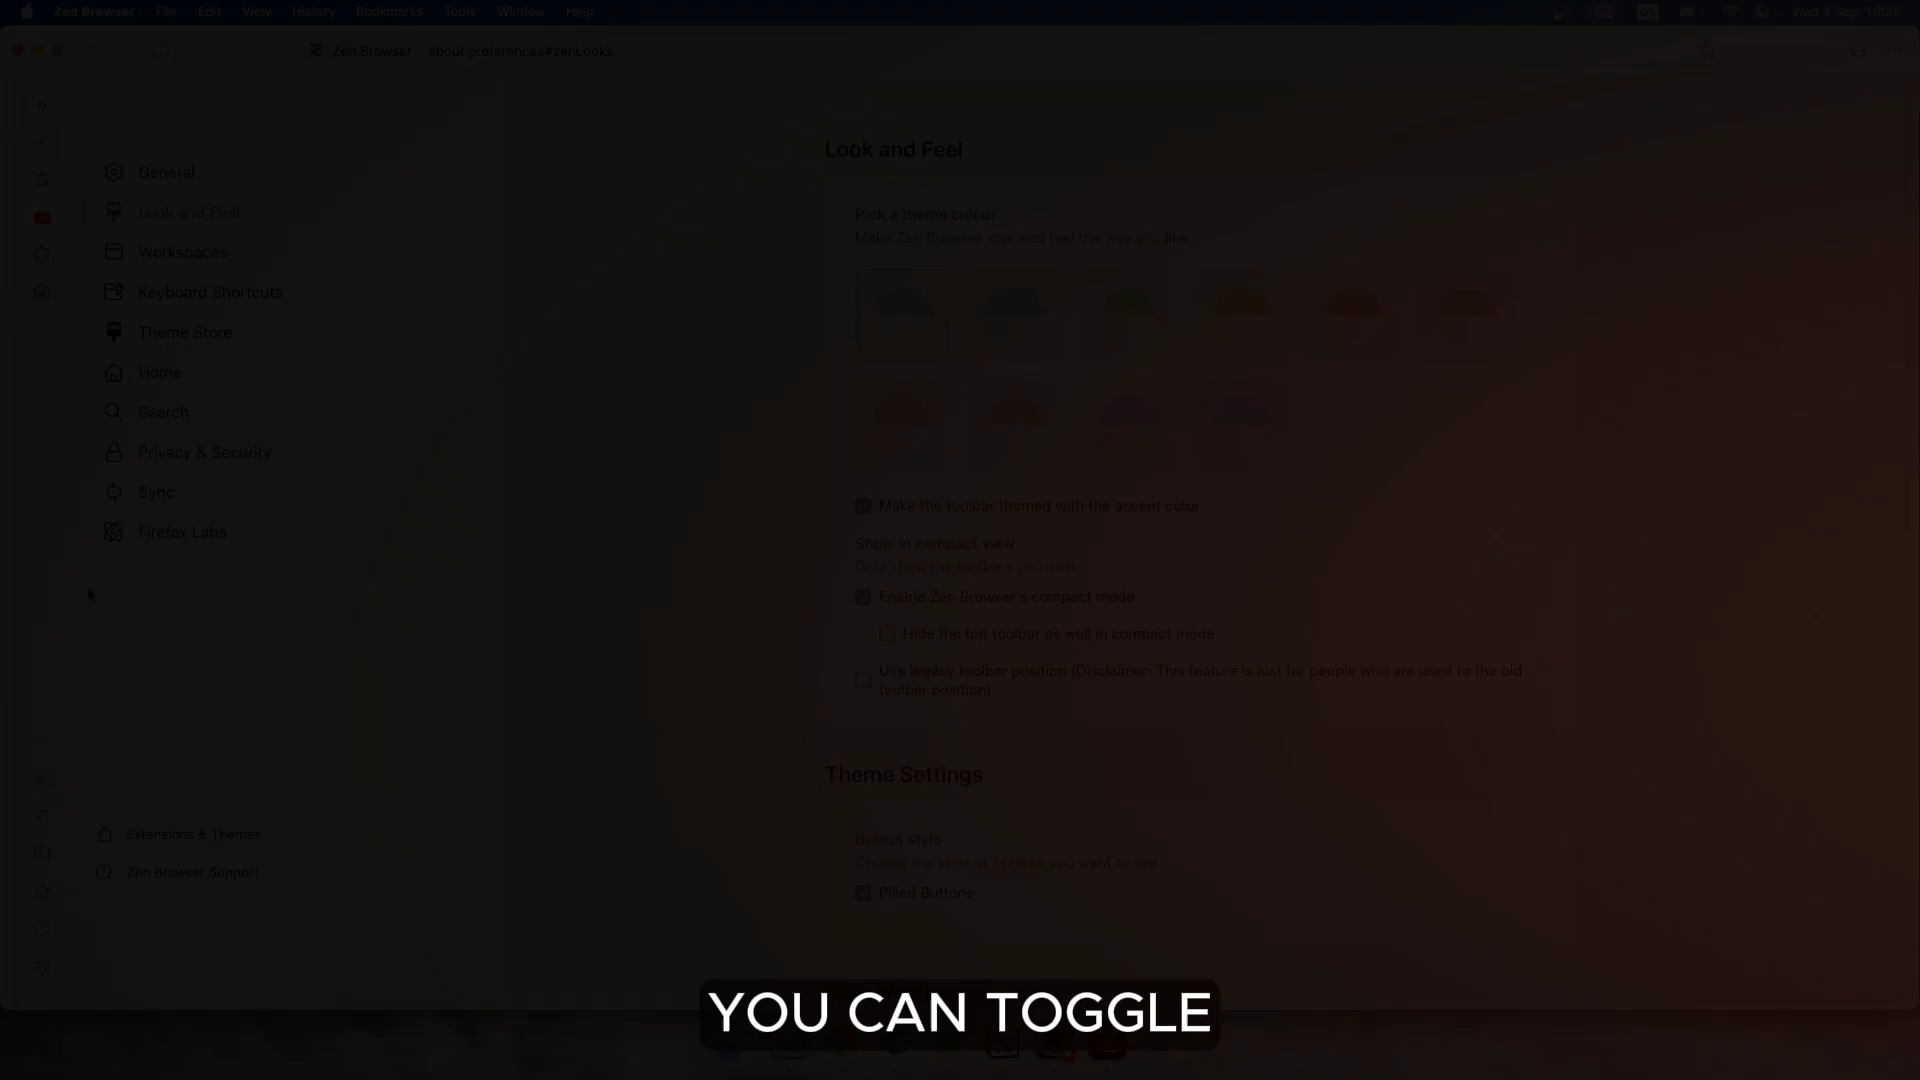 Zen Browser File Edit View History Bookmarks Tools Window Help
Wed 4 Sep 10:25
Zen Browser about:preferences#zenLooks
General
Look and Feel
Workspaces
Keyboard Shortcuts
Theme Store
Home
Search
Privacy & Security
Sync
Firefox Labs
Extensions & Themes
Zen Browser Support
Look and Feel
Pick a theme colour
Make Zen Browser look and feel the way you like
Make the toolbar themed with the accent color
Show in compact view
Only show the toolbars you use!
Enable Zen Browser's compact mode
Hide the top toolbar as well in compact mode
Use legacy toolbar position (Disclaimer: This feature is just for people who are used to the old
toolbar position)
Theme Settings
Button style
Choose the style of buttons you want to see
Pilled Buttons
YOU CAN TOGGLE